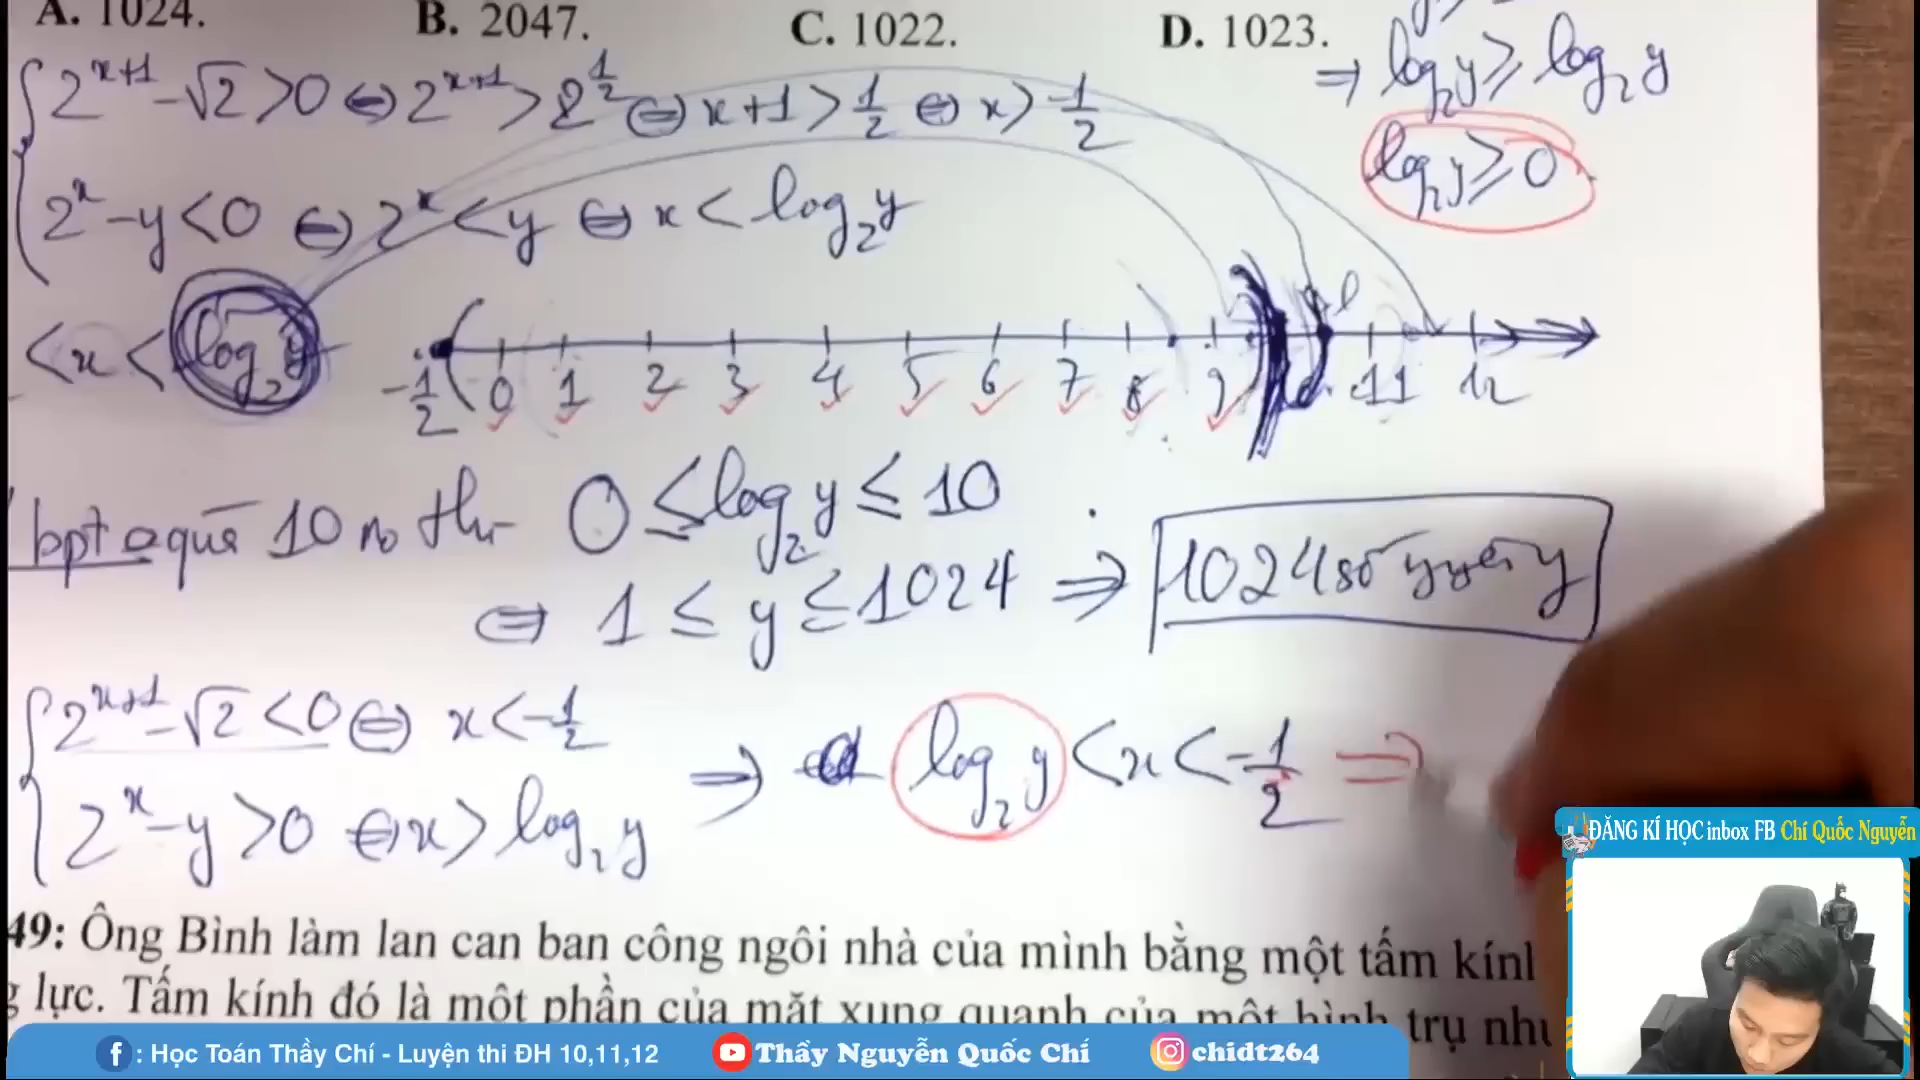 A. 1024. B. 2047. C. 1022. D. 1023.
⇒ log₂y ≥ log₂y
log₂y ≥ 0
2^{x+1} - √2 > 0 ⇔ 2^{x+1} > 2^{1/2} ⇔ x+1 > 1/2 ⇔ x > -1/2
2^x - y < 0 ⇔ 2^x < y ⇔ x < log₂y
< x < log₂y
-1/2 0 1 2 3 4 5 6 7 8 9 11 12
bpt quá 10 no thì 0 ≤ log₂y ≤ 10
⇔ 1 ≤ y ≤ 1024 ⇒ 1024 số y
2^{x+1} - √2 < 0 ⇔ x < -1/2
⇒ log₂y < x < -1/2 ⇒
2^x - y > 0 ⇔ x > log₂y
49: Ông Bình làm lan can ban công ngôi nhà của mình bằng một tấm kính
lực. Tấm kính đó là một phần của mặt xung quanh của một hình trụ như
ĐĂNG KÍ HỌC inbox FB Chí Quốc Nguyễn
: Học Toán Thầy Chí - Luyện thi ĐH 10,11,12 Thầy Nguyễn Quốc Chí chidt264